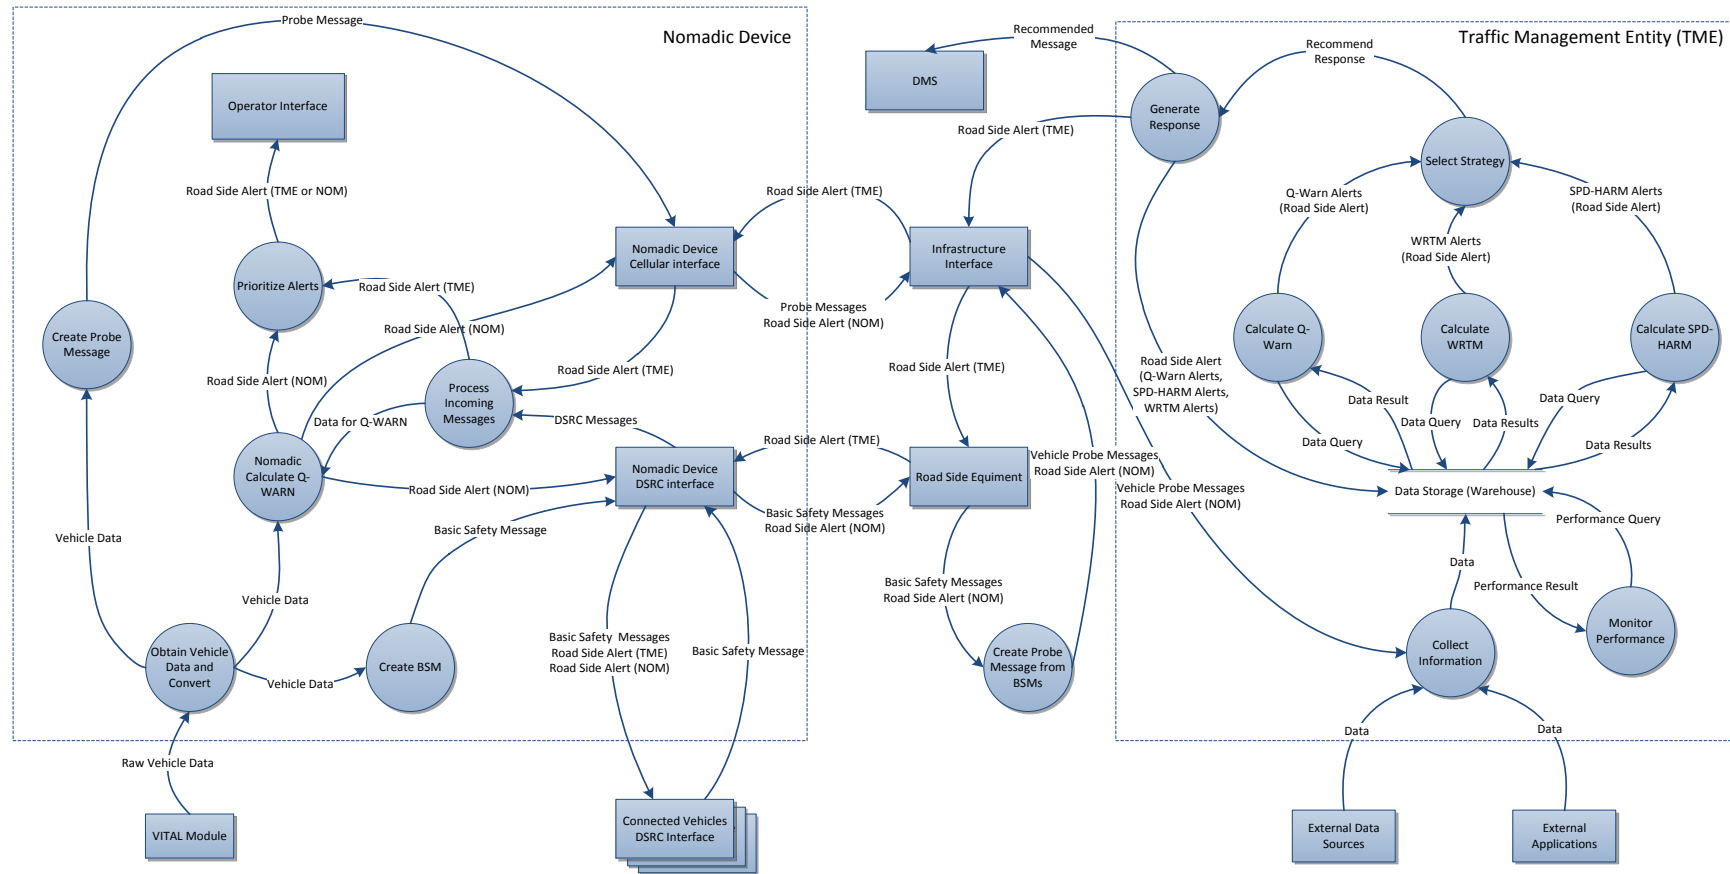 Probe Message
Nomadic Device
Recommended
Message
Traffic Management Entity (TME)
Recommend
Response
DMS
Operator Interface
Generate
Response
Road Side Alert (TME)
Select Strategy
Road Side Alert (TME or NOM)
Road Side Alert (TME)
Q-Warn Alerts
(Road Side Alert)
SPD-HARM Alerts
(Road Side Alert)
Nomadic Device
Cellular interface
Infrastructure
Interface
WRTM Alerts
(Road Side Alert)
Prioritize Alerts
Road Side Alert (TME)
Probe Messages
Road Side Alert (NOM)
Road Side Alert (NOM)
Create Probe
Message
Calculate Q-
Warn
Calculate
WRTM
Calculate SPD-
HARM
Road Side Alert (TME)
Road Side Alert (TME)
Road Side Alert
(Q-Warn Alerts,
SPD-HARM Alerts,
WRTM Alerts)
Road Side Alert (NOM)
Process
Incoming
Messages
Data Result
Data Query
Data for Q-WARN
DSRC Messages
Data Query
Data Results
Data Query
Data Results
Road Side Alert (TME)
Vehicle Probe Messages
Road Side Alert (NOM)
Nomadic
Calculate Q-
WARN
Nomadic Device
DSRC interface
Road Side Equiment
Road Side Alert (NOM)
Vehicle Probe Messages
Road Side Alert (NOM)
Data Storage (Warehouse)
Basic Safety Messages
Road Side Alert (NOM)
Performance Query
Basic Safety Message
Vehicle Data
Data
Basic Safety Messages
Road Side Alert (NOM)
Performance Result
Vehicle Data
Monitor
Performance
Basic Safety  Messages
Road Side Alert (TME)
Road Side Alert (NOM)
Basic Safety Message
Obtain Vehicle
Data and
Convert
Vehicle Data
Create BSM
Create Probe
Message from
BSMs
Collect
Information
Data
Data
Raw Vehicle Data
VITAL Module
Connected Vehicles
DSRC Interface
External Data
Sources
External
Applications